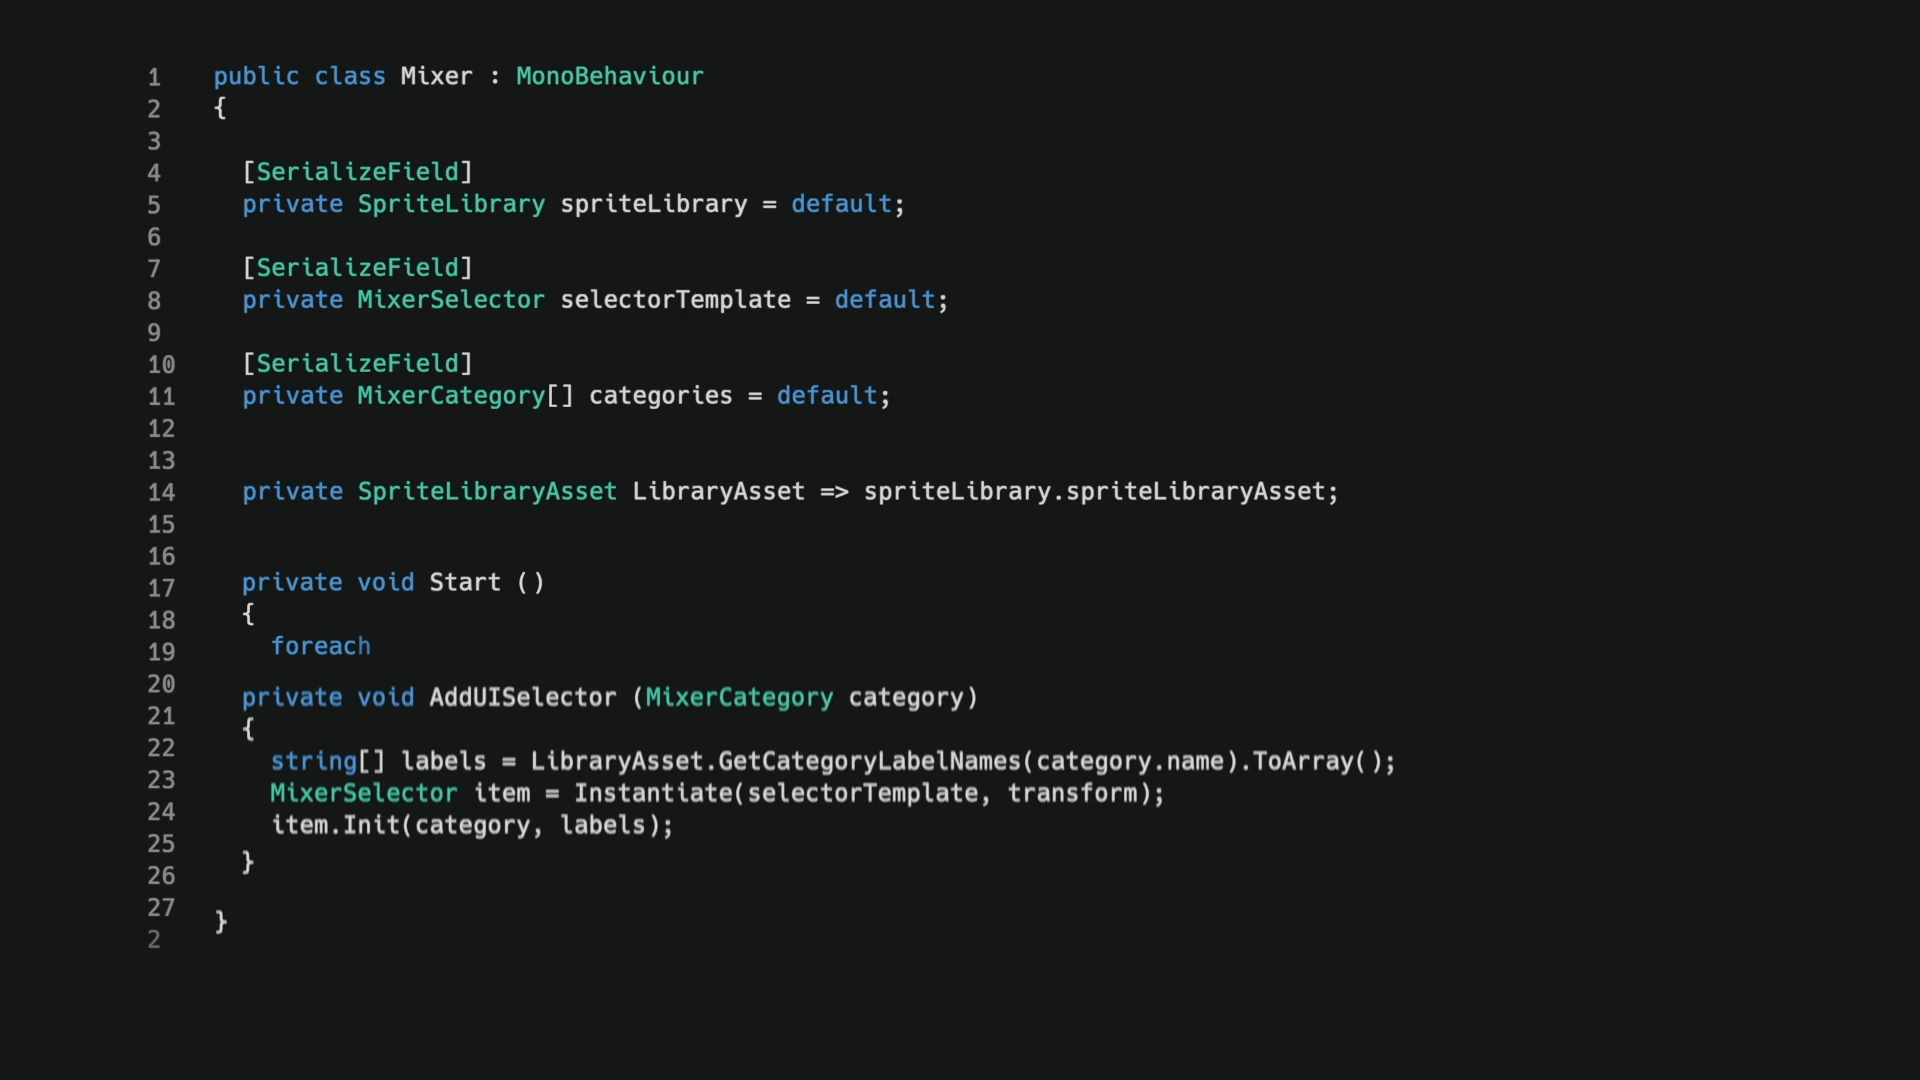 1 public class Mixer : MonoBehaviour
2 {
3
4 [SerializeField]
5 private SpriteLibrary spriteLibrary = default;
6
7 [SerializeField]
8 private MixerSelector selectorTemplate = default;
9
10 [SerializeField]
11 private MixerCategory[] categories = default;
12
13
14 private SpriteLibraryAsset LibraryAsset => spriteLibrary.spriteLibraryAsset;
15
16
17 private void Start ()
18 {
19 foreach
20 private void AddUISelector (MixerCategory category)
21 {
22 string[] labels = LibraryAsset.GetCategoryLabelNames(category.name).ToArray();
23 MixerSelector item = Instantiate(selectorTemplate, transform);
24 item.Init(category, labels);
25 }
26
27 }
2